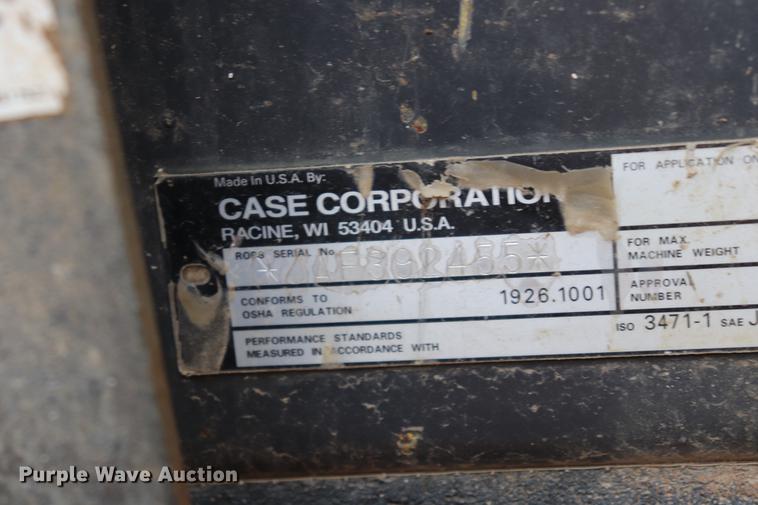 Made In U.S.A. By:
CASE CORPORATION
RACINE, WI 53404 U.S.A.
ROPS SERIAL No.
CONFORMS TO
OSHA REGULATION
1926.1001
PERFORMANCE STANDARDS
MEASURED IN ACCORDANCE WITH
FOR APPLICATION ON
FOR MAX.
MACHINE WEIGHT
APPROVAL
NUMBER
ISO 3471-1 SAE J
Purple Wave Auction